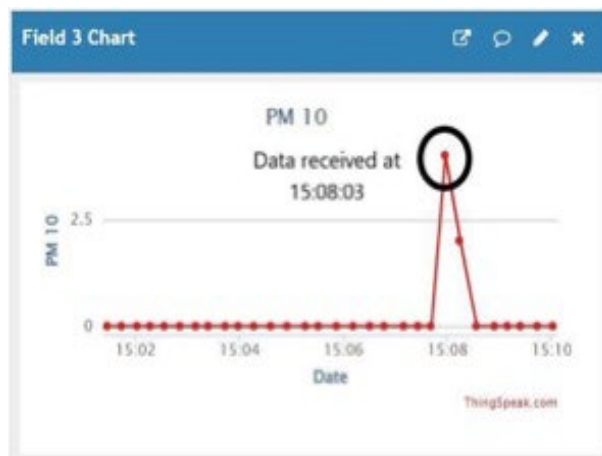 Field 3 Chart
PM 10
Data received at
15:08:03
PM 10
2.5
0
15:02
15:04
15:06
15:08
15:10
Date
ThingSpeak.com